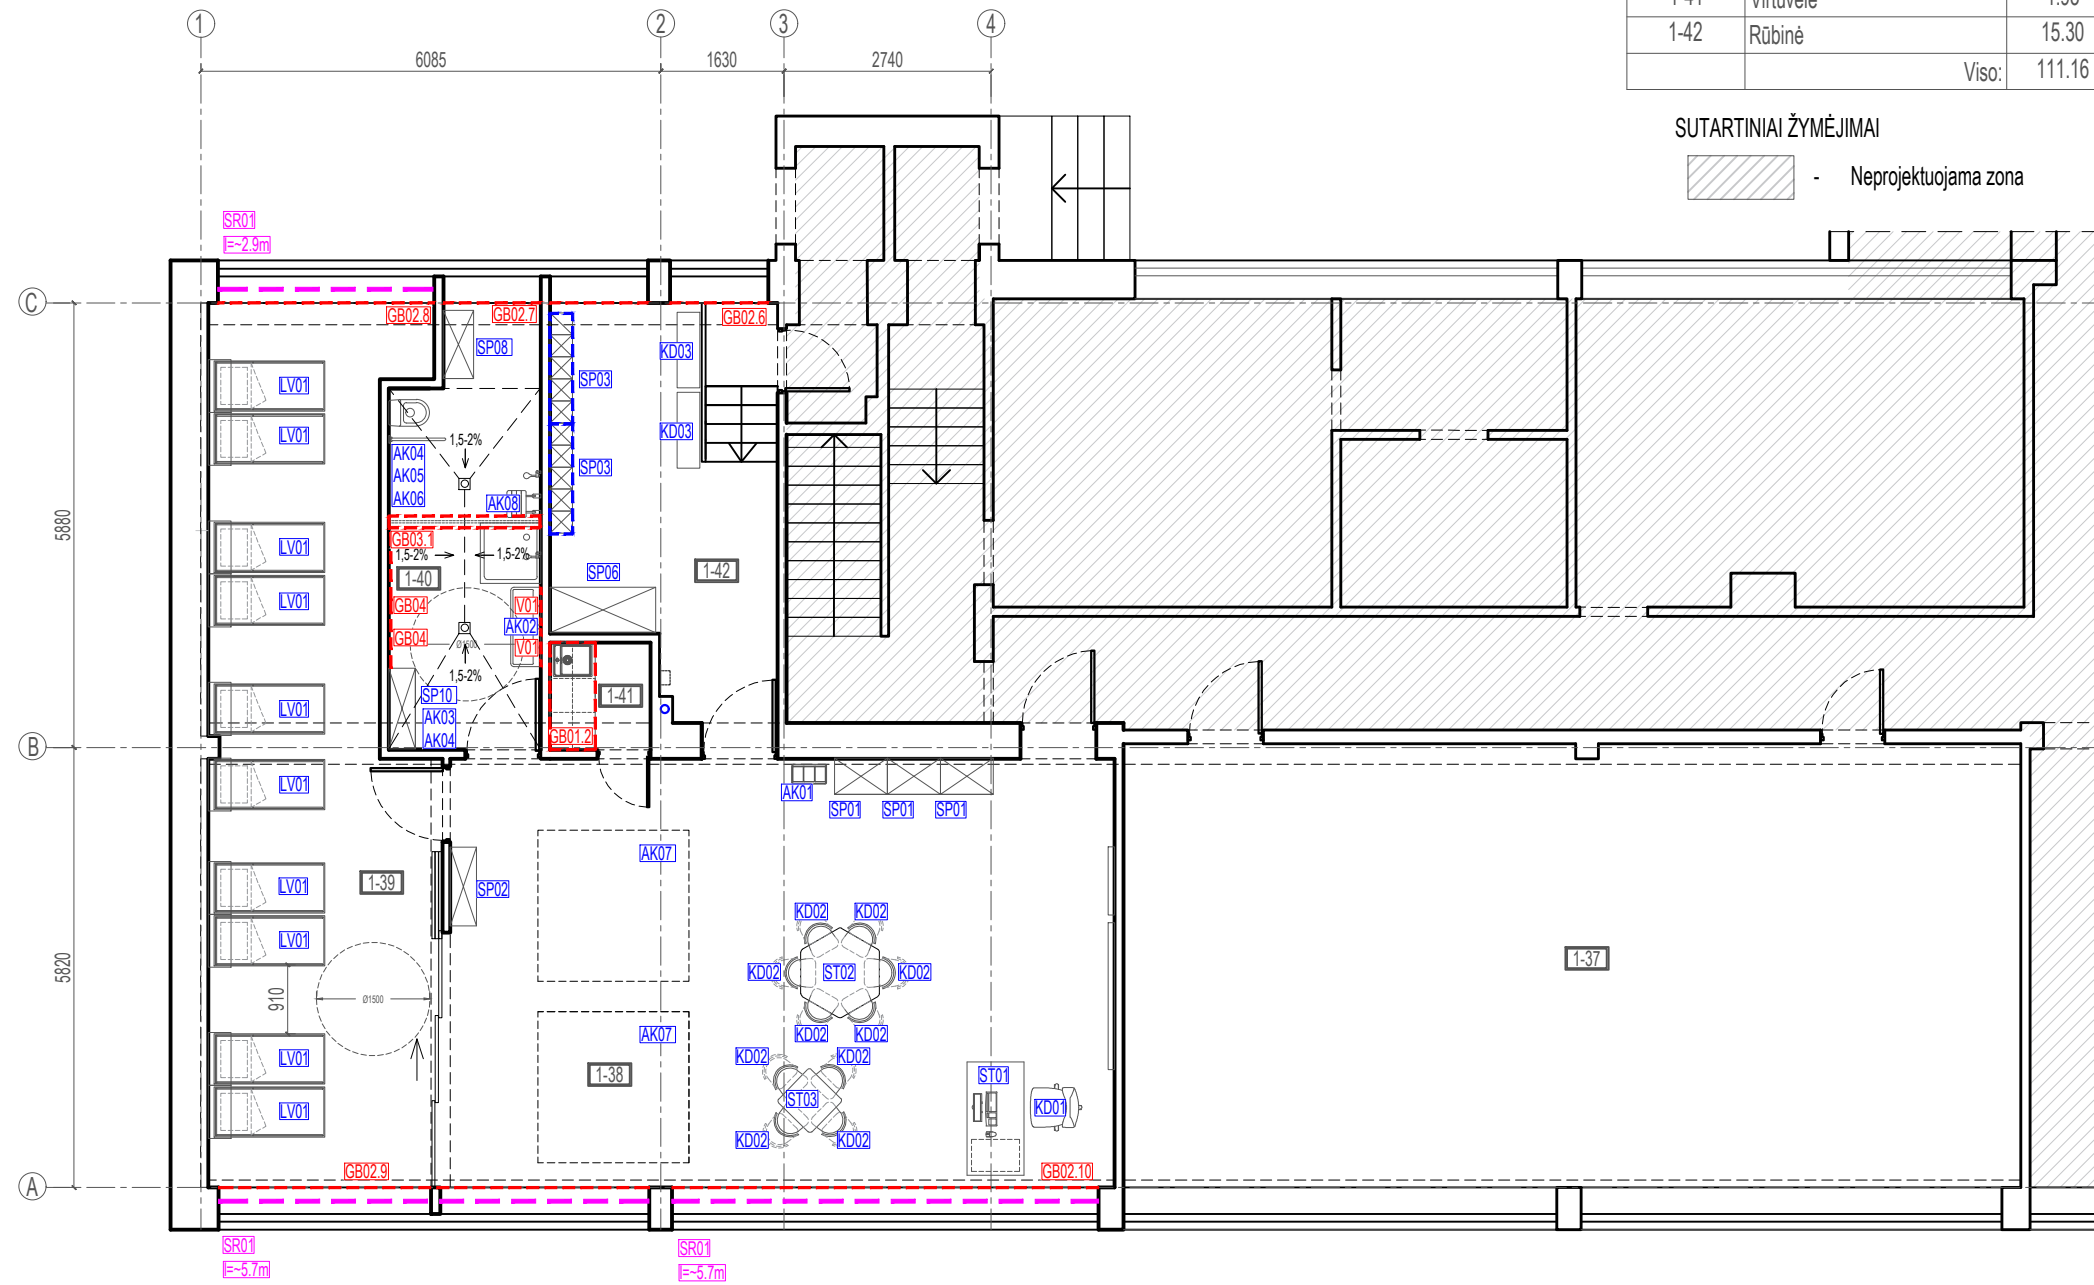 1
2
3
4
6085
1630
2740
1-42
Rūbinė
15.30
Viso:
111.16
SUTARTINIAI ŽYMĖJIMAI
- Neprojektuojama zona
SR01
l=~2.9m
C
GB02.8
GB02.7
GB02.6
SP08
KD03
SP03
LV01
LV01
KD03
1,5-2%
AK04
AK05
AK06
SP03
AK08
5880
GB03.1
1,5-2%
1,5-2%
LV01
1-40
SP06
1-42
LV01
GB04
V01
AK02
GB04
V01
Ø1500
1,5-2%
SP10
1-41
LV01
AK03
AK04
GB01.2
B
LV01
AK01
SP01
SP01
SP01
AK07
1-39
LV01
SP02
KD02
KD02
LV01
5820
KD02
ST02
KD02
1-37
910
Ø1500
KD02
KD02
AK07
LV01
KD02
KD02
1-38
ST01
ST03
LV01
KD01
KD02
KD02
GB02.9
GB02.10
A
SR01
l=~5.7m
SR01
l=~5.7m